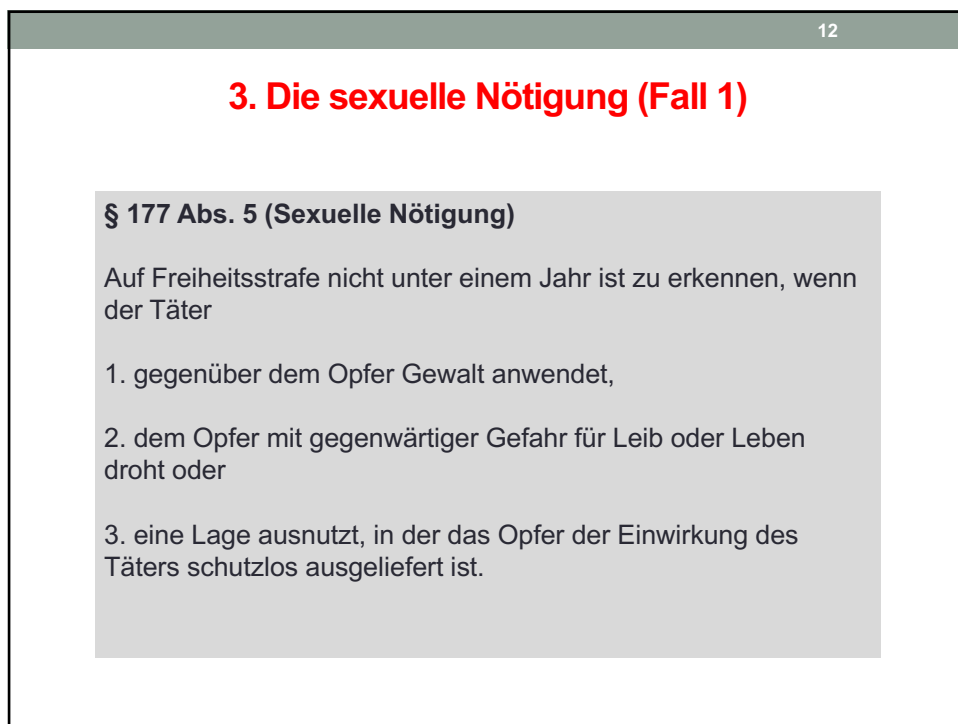 12
3. Die sexuelle Nötigung (Fall 1)
§ 177 Abs. 5 (Sexuelle Nötigung)
Auf Freiheitsstrafe nicht unter einem Jahr ist zu erkennen, wenn
der Täter
1. gegenüber dem Opfer Gewalt anwendet,
2. dem Opfer mit gegenwärtiger Gefahr für Leib oder Leben
droht oder
3. eine Lage ausnutzt, in der das Opfer der Einwirkung des
Täters schutzlos ausgeliefert ist.